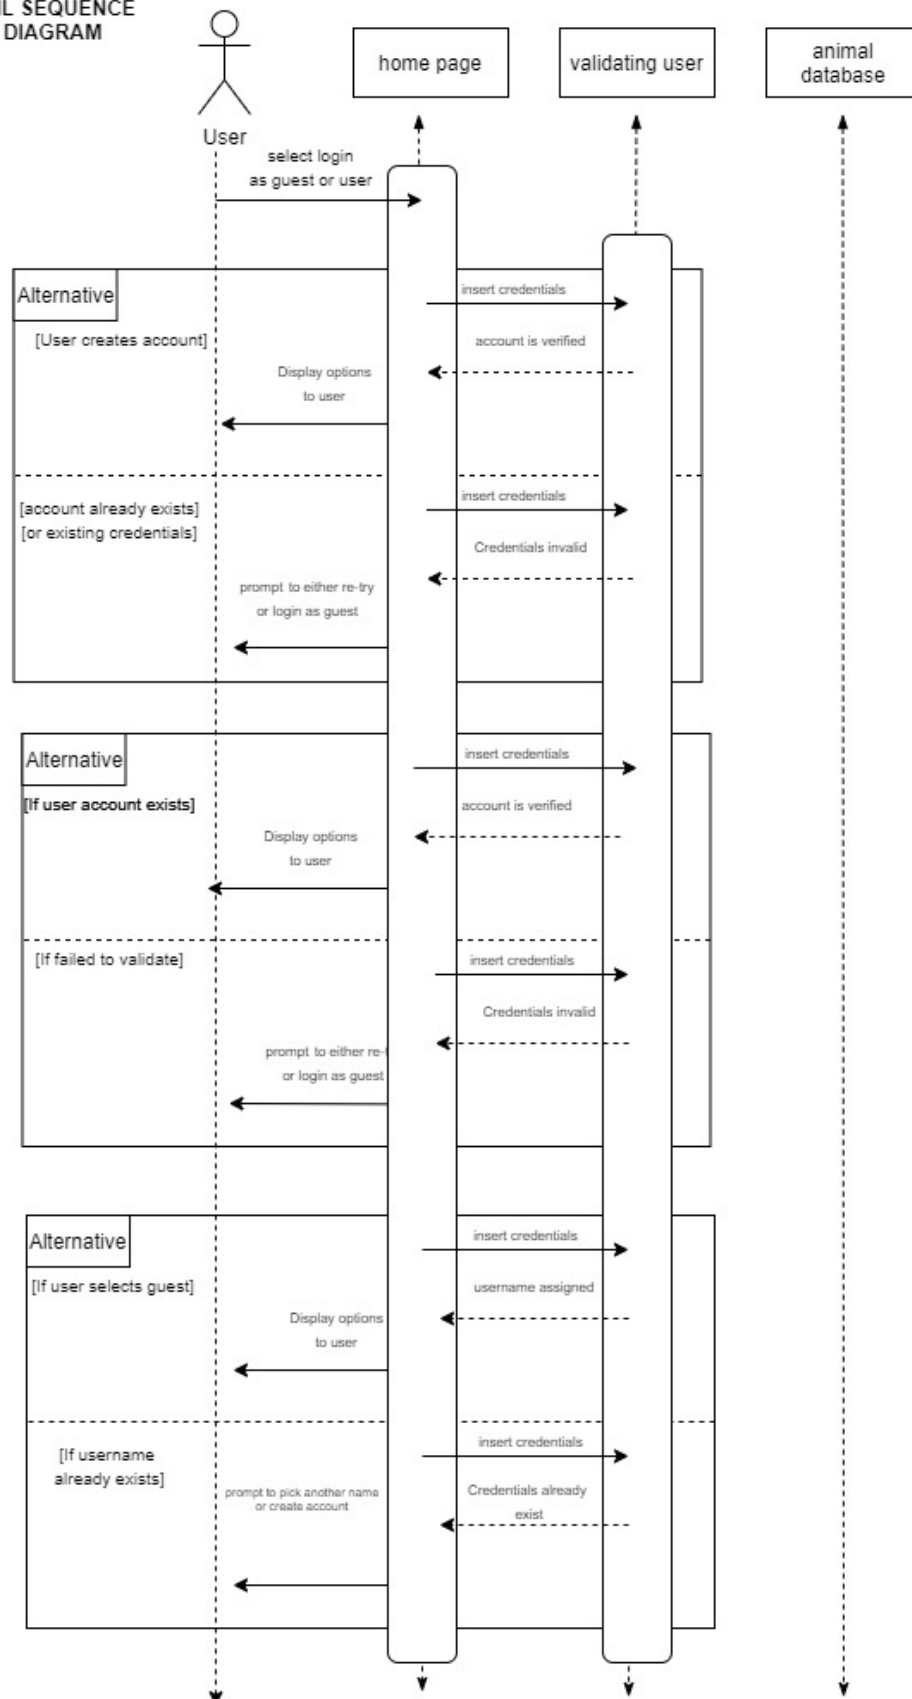 SEQUENCE
DIAGRAM
User
home page
validating user
animal
database
select login
as guest or user
Alternative
[User creates account]
insert credentials
account is verified
Display options
to user
[account already exists]
[or existing credentials]
insert credentials
Credentials invalid
prompt to either re-try
or login as guest
Alternative
[If user account exists]
insert credentials
account is verified
Display options
to user
[If failed to validate]
insert credentials
Credentials invalid
prompt to either re-
or login as guest
Alternative
[If user selects guest]
insert credentials
username assigned
Display options
to user
[If username
already exists]
insert credentials
Credentials already
exist
prompt to pick another name
or create account